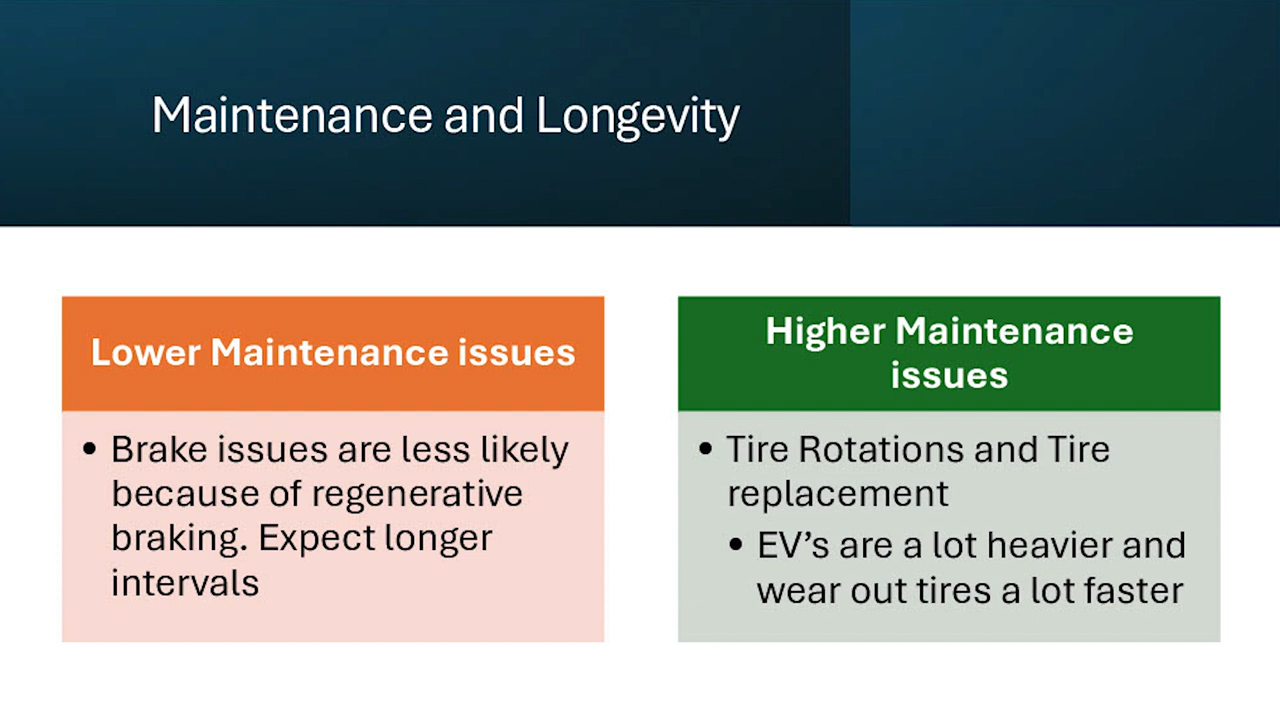 Maintenance and Longevity
Lower Maintenance issues
• Brake issues are less likely
because of regenerative
braking. Expect longer
intervals
Higher Maintenance
issues
• Tire Rotations and Tire
replacement
• EV’s are a lot heavier and
wear out tires a lot faster